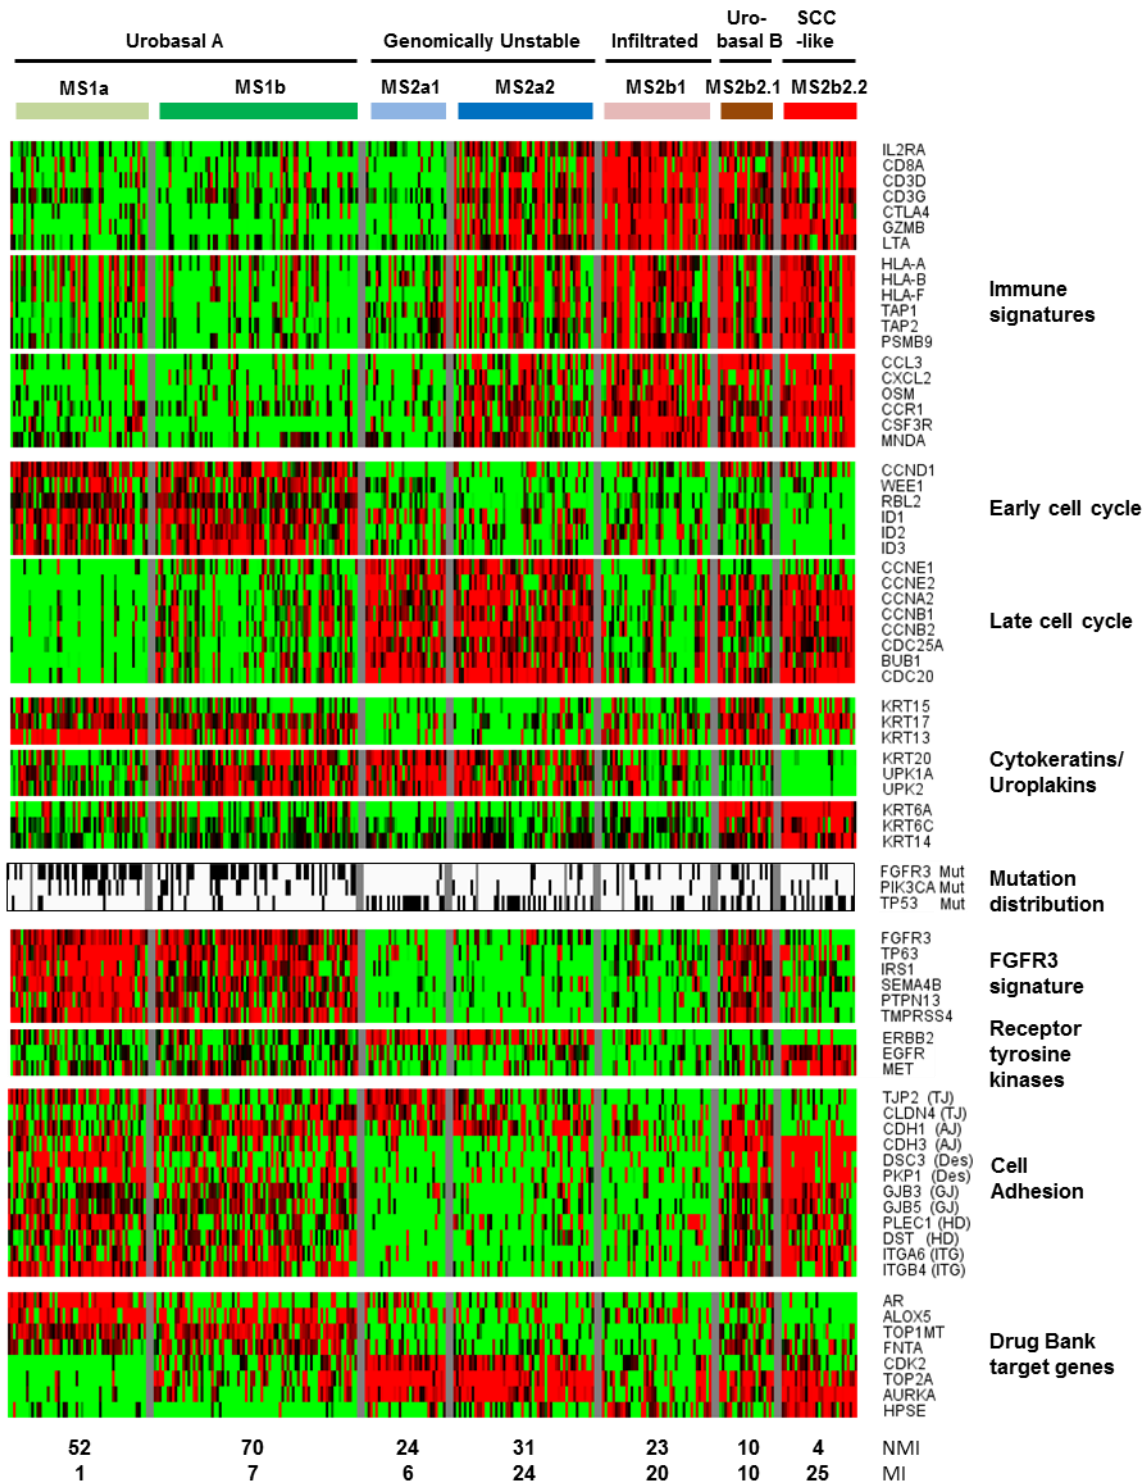 Urobasal A
Genomically Unstable
Infiltrated
Uro-
basal B
SCC
-like
MS1a
MS1b
MS2a1
MS2a2
MS2b1
MS2b2.1
MS2b2.2
IL2RA
CD8A
CD3D
CD3G
CTLA4
GZMB
LTA
HLA-A
HLA-B
HLA-F
TAP1
TAP2
PSMB9
Immune
signatures
CCL3
CXCL2
OSM
CCR1
CSF3R
MNDA
CCND1
WEE1
RBL2
ID1
ID2
ID3
Early cell cycle
CCNE1
CCNE2
CCNA2
CCNB1
CCNB2
CDC25A
BUB1
CDC20
Late cell cycle
KRT15
KRT17
KRT13
KRT20
UPK1A
UPK2
KRT6A
KRT6C
KRT14
Cytokeratins/
Uroplakins
FGFR3 Mut
PIK3CA Mut
TP53 Mut
Mutation
distribution
FGFR3
TP63
IRS1
SEMA4B
PTPN13
TMPRSS4
FGFR3
signature
ERBB2
EGFR
MET
Receptor
tyrosine
kinases
TJP2 (TJ)
CLDN4 (TJ)
CDH1 (AJ)
CDH3 (AJ)
DSC3 (Des)
PKP1 (Des)
GJB3 (GJ)
GJB5 (GJ)
PLEC1 (HD)
DST (HD)
ITGA6 (ITG)
ITGB4 (ITG)
Cell
Adhesion
AR
ALOX5
TOP1MT
FNTA
CDK2
TOP2A
AURKA
HPSE
Drug Bank
target genes
52 70 24 31 23 10 4 NMI
1 7 6 24 20 10 25 MI